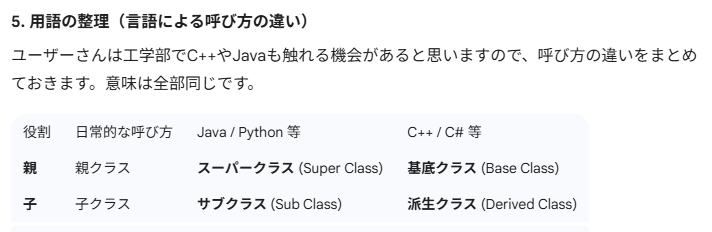 5. 用語の整理（言語による呼び方の違い）
ユーザーさんは工学部でC++やJavaも触れる機会があると思いますので、呼び方の違いをまとめ
ておきます。意味は全部同じです。
役割 日常的な呼び方 Java / Python 等 C++ / C# 等
親 親クラス スーパークラス (Super Class) 基底クラス (Base Class)
子 子クラス サブクラス (Sub Class) 派生クラス (Derived Class)